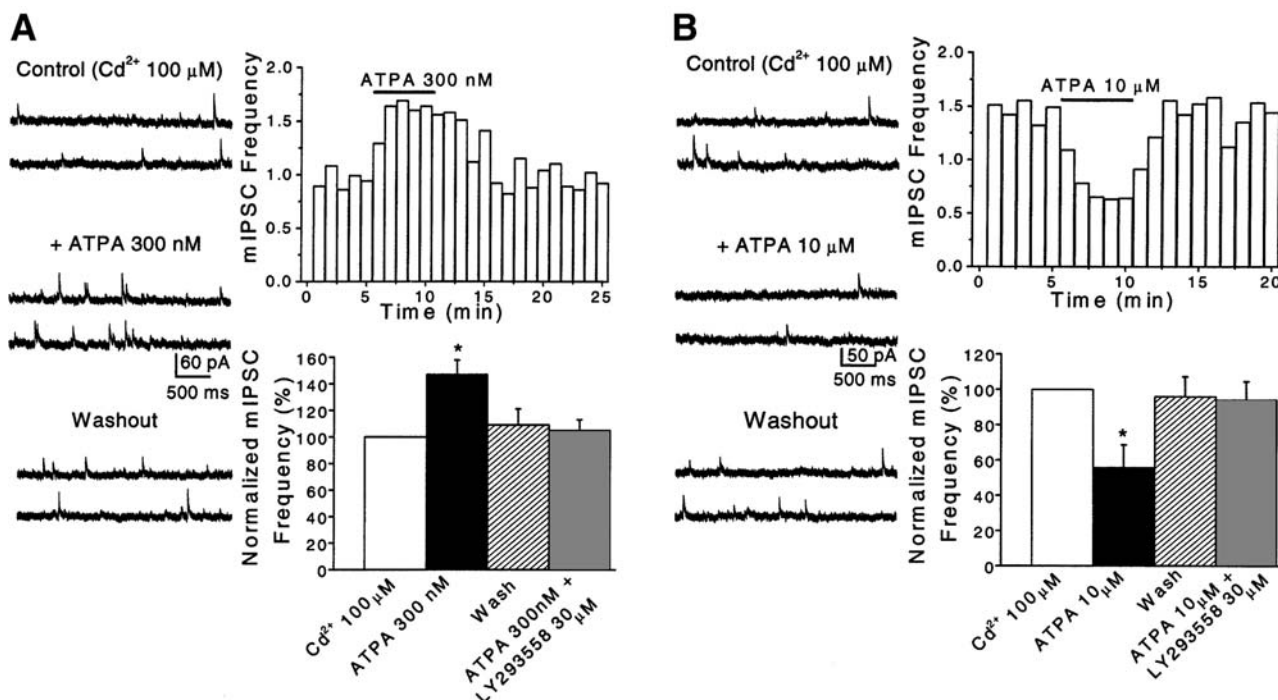 A
Control (Cd²⁺ 100 µM)
+ ATPA 300 nM
60 pA
500 ms
Washout
mIPSC Frequency
2.0
1.5
1.0
0.5
0.0
ATPA 300 nM
0 5 10 15 20 25
Time (min)
Normalized mIPSC
Frequency (%)
160
140
120
100
80
60
40
20
0
*
Cd²⁺ 100 µM
ATPA 300 nM
Wash
ATPA 300nM +
LY293558 30 µM
B
Control (Cd²⁺ 100 µM)
+ ATPA 10 µM
50 pA
500 ms
Washout
mIPSC Frequency
2.0
1.5
1.0
0.5
0.0
ATPA 10 µM
0 5 10 15 20
Time (min)
Normalized mIPSC
Frequency (%)
120
100
80
60
40
20
0
*
Cd²⁺ 100 µM
ATPA 10 µM
Wash
ATPA 10 µM +
LY293558 30 µM